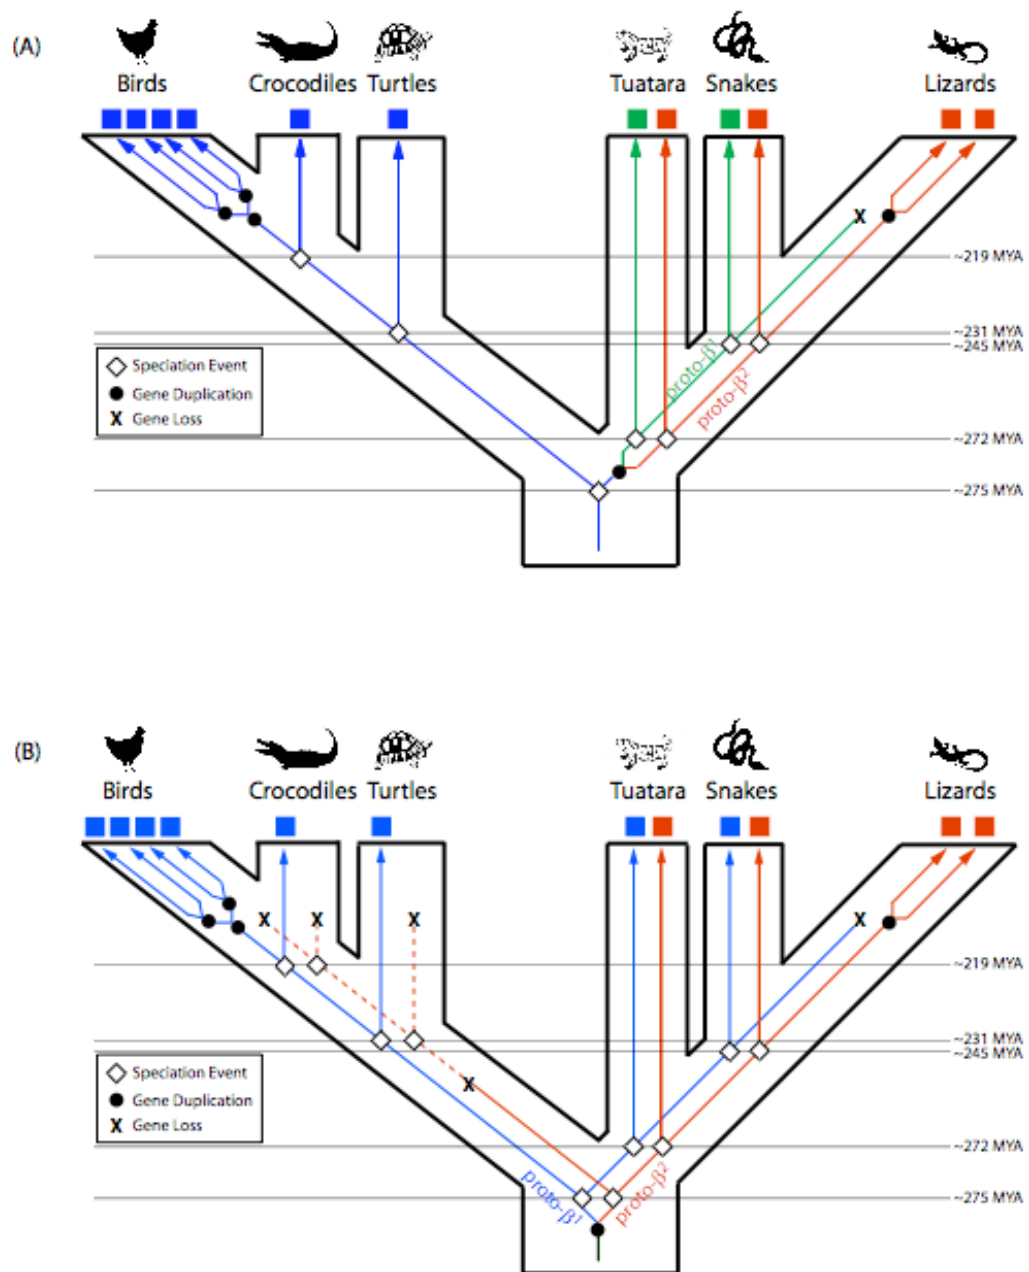 (A)
Birds Crocodiles Turtles Tuatara Snakes Lizards
~219 MYA
~231 MYA
~245 MYA
proto-β¹
proto-β²
Speciation Event
Gene Duplication
X Gene Loss
~272 MYA
~275 MYA
(B)
Birds Crocodiles Turtles Tuatara Snakes Lizards
X X X X
~219 MYA
~231 MYA
~245 MYA
Speciation Event
Gene Duplication
X Gene Loss
X
~272 MYA
proto-β¹
proto-β²
~275 MYA